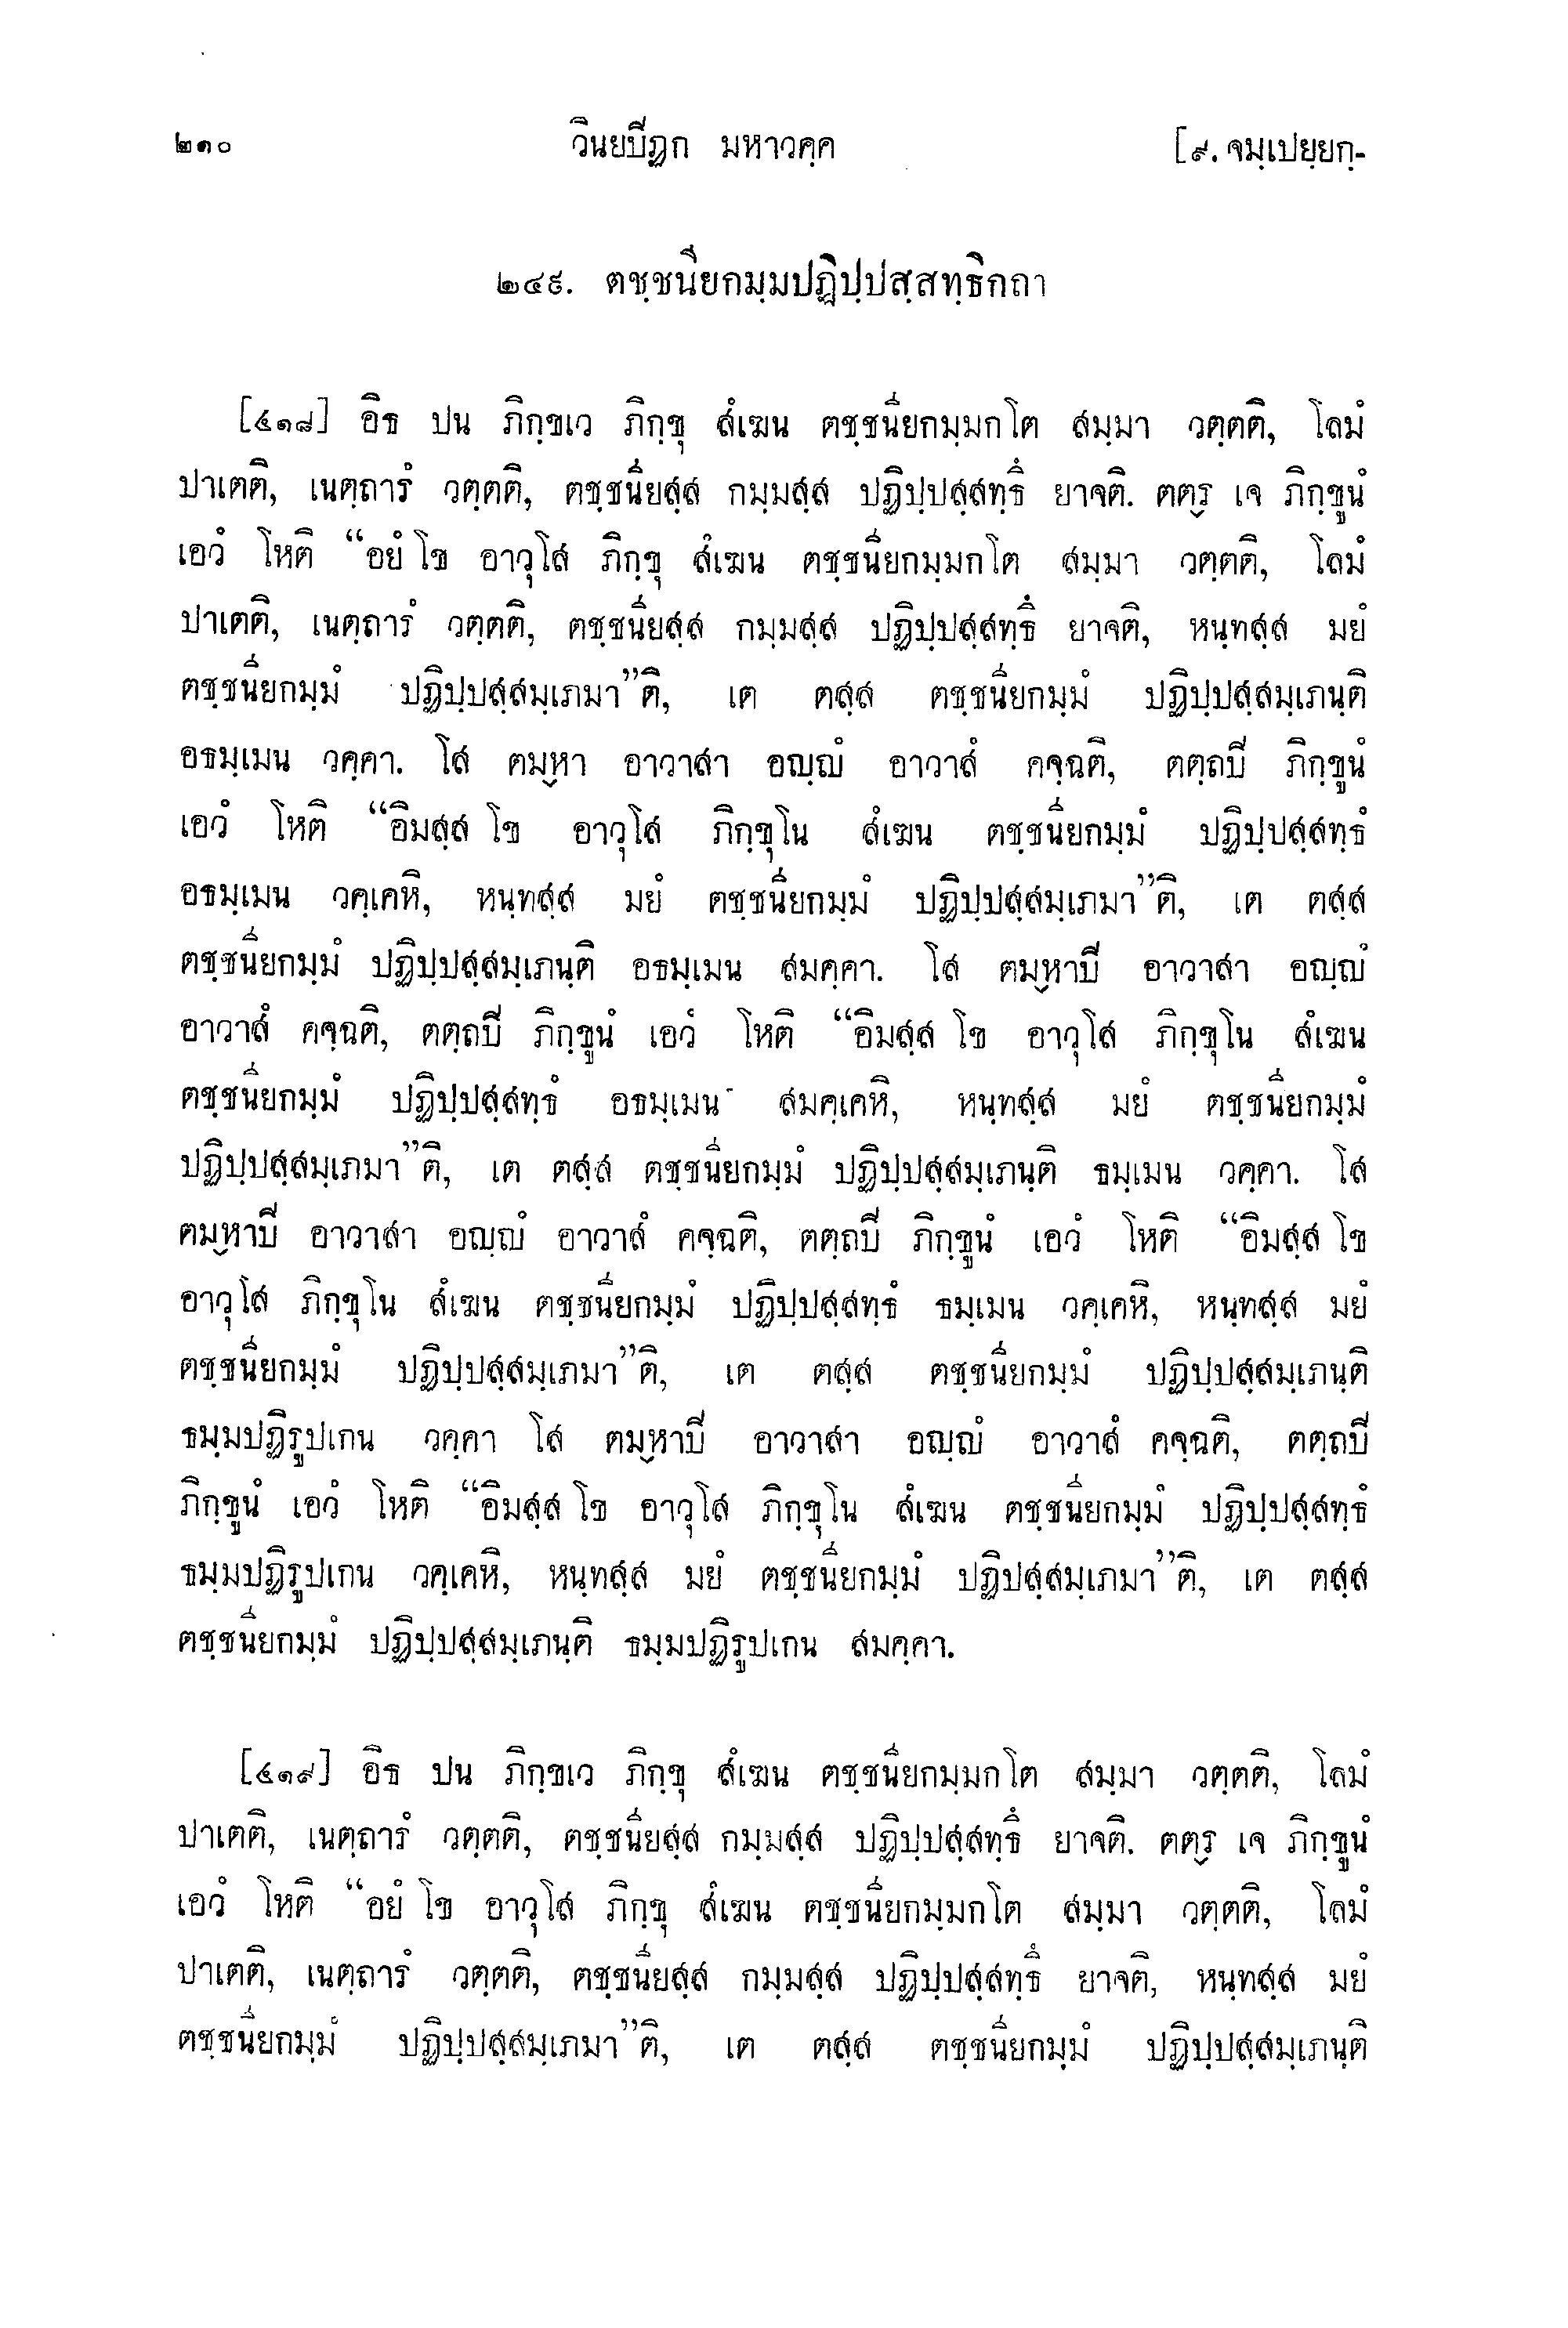 ๒๑๐ วินยปิฏก มหาวคฺค [๙. จมฺเปยฺยกฺ-
๒๔๙. ตชฺชนียกมฺมปฏิปฺปสฺสทฺธิกถา
[๔๑๘] อิธ ปน ภิกฺขเว ภิกฺขุ สํเฆน ตชฺชนียกมฺมกโต สมฺมา วตฺตติ, โลมํ
ปาเตติ, เนตฺถารํ วตฺตติ, ตชฺชนียสฺส กมฺมสฺส ปฏิปฺปสฺสทฺธึ ยาจติ. ตตฺร เจ ภิกฺขูนํ
เอวํ โหติ “อยํ โข อาวุโส ภิกฺขุ สํเฆน ตชฺชนียกมฺมกโต สมฺมา วตฺตติ, โลมํ
ปาเตติ, เนตฺถารํ วตฺตติ, ตชฺชนียสฺส กมฺมสฺส ปฏิปฺปสฺสทฺธึ ยาจติ, หนฺทสฺส มยํ
ตชฺชนียกมฺมํ ปฏิปฺปสฺสมฺเภมา”ติ, เต ตสฺส ตชฺชนียกมฺมํ ปฏิปฺปสฺสมฺเภนฺติ
อธมฺเมน วคฺคา. โส ตมฺหา อาวาสา อญฺญํ อาวาสํ คจฺฉติ, ตตฺถปิ ภิกฺขูนํ
เอวํ โหติ “อิมสฺส โข อาวุโส ภิกฺขุโน สํเฆน ตชฺชนียกมฺมํ ปฏิปฺปสฺสทฺธํ
อธมฺเมน วคฺเคหิ, หนฺทสฺส มยํ ตชฺชนียกมฺมํ ปฏิปฺปสฺสมฺเภมา”ติ, เต ตสฺส
ตชฺชนียกมฺมํ ปฏิปฺปสฺสมฺเภนฺติ อธมฺเมน สมคฺคา. โส ตมฺหาปิ อาวาสา อญฺญํ
อาวาสํ คจฺฉติ, ตตฺถปิ ภิกฺขูนํ เอวํ โหติ “อิมสฺส โข อาวุโส ภิกฺขุโน สํเฆน
ตชฺชนียกมฺมํ ปฏิปฺปสฺสทฺธํ อธมฺเมน สมคฺเคหิ, หนฺทสฺส มยํ ตชฺชนียกมฺมํ
ปฏิปฺปสฺสมฺเภมา”ติ, เต ตสฺส ตชฺชนียกมฺมํ ปฏิปฺปสฺสมฺเภนฺติ ธมฺเมน วคฺคา. โส
ตมฺหาปิ อาวาสา อญฺญํ อาวาสํ คจฺฉติ, ตตฺถปิ ภิกฺขูนํ เอวํ โหติ “อิมสฺส โข
อาวุโส ภิกฺขุโน สํเฆน ตชฺชนียกมฺมํ ปฏิปฺปสฺสทฺธํ ธมฺเมน วคฺเคหิ, หนฺทสฺส มยํ
ตชฺชนียกมฺมํ ปฏิปฺปสฺสมฺเภมา”ติ, เต ตสฺส ตชฺชนียกมฺมํ ปฏิปฺปสฺสมฺเภนฺติ
ธมฺมปฏิรูปเกน วคฺคา โส ตมฺหาปิ อาวาสา อญฺญํ อาวาสํ คจฺฉติ, ตตฺถปิ
ภิกฺขูนํ เอวํ โหติ “อิมสฺส โข อาวุโส ภิกฺขุโน สํเฆน ตชฺชนียกมฺมํ ปฏิปฺปสฺสทฺธํ
ธมฺมปฏิรูปเกน วคฺเคหิ, หนฺทสฺส มยํ ตชฺชนียกมฺมํ ปฏิปสฺสมฺเภมา”ติ, เต ตสฺส
ตชฺชนียกมฺมํ ปฏิปฺปสฺสมฺเภนฺติ ธมฺมปฏิรูปเกน สมคฺคา.
[๔๑๙] อิธ ปน ภิกฺขเว ภิกฺขุ สํเฆน ตชฺชนียกมฺมกโต สมฺมา วตฺตติ, โลมํ
ปาเตติ, เนตฺถารํ วตฺตติ, ตชฺชนียสฺส กมฺมสฺส ปฏิปฺปสฺสทฺธึ ยาจติ. ตตฺร เจ ภิกฺขูนํ
เอวํ โหติ “อยํ โข อาวุโส ภิกฺขุ สํเฆน ตชฺชนียกมฺมกโต สมฺมา วตฺตติ, โลมํ
ปาเตติ, เนตฺถารํ วตฺตติ, ตชฺชนียสฺส กมฺมสฺส ปฏิปฺปสฺสทฺธึ ยาจติ, หนฺทสฺส มยํ
ตชฺชนียกมฺมํ ปฏิปฺปสฺสมฺเภมา”ติ, เต ตสฺส ตชฺชนียกมฺมํ ปฏิปฺปสฺสมฺเภนฺติ